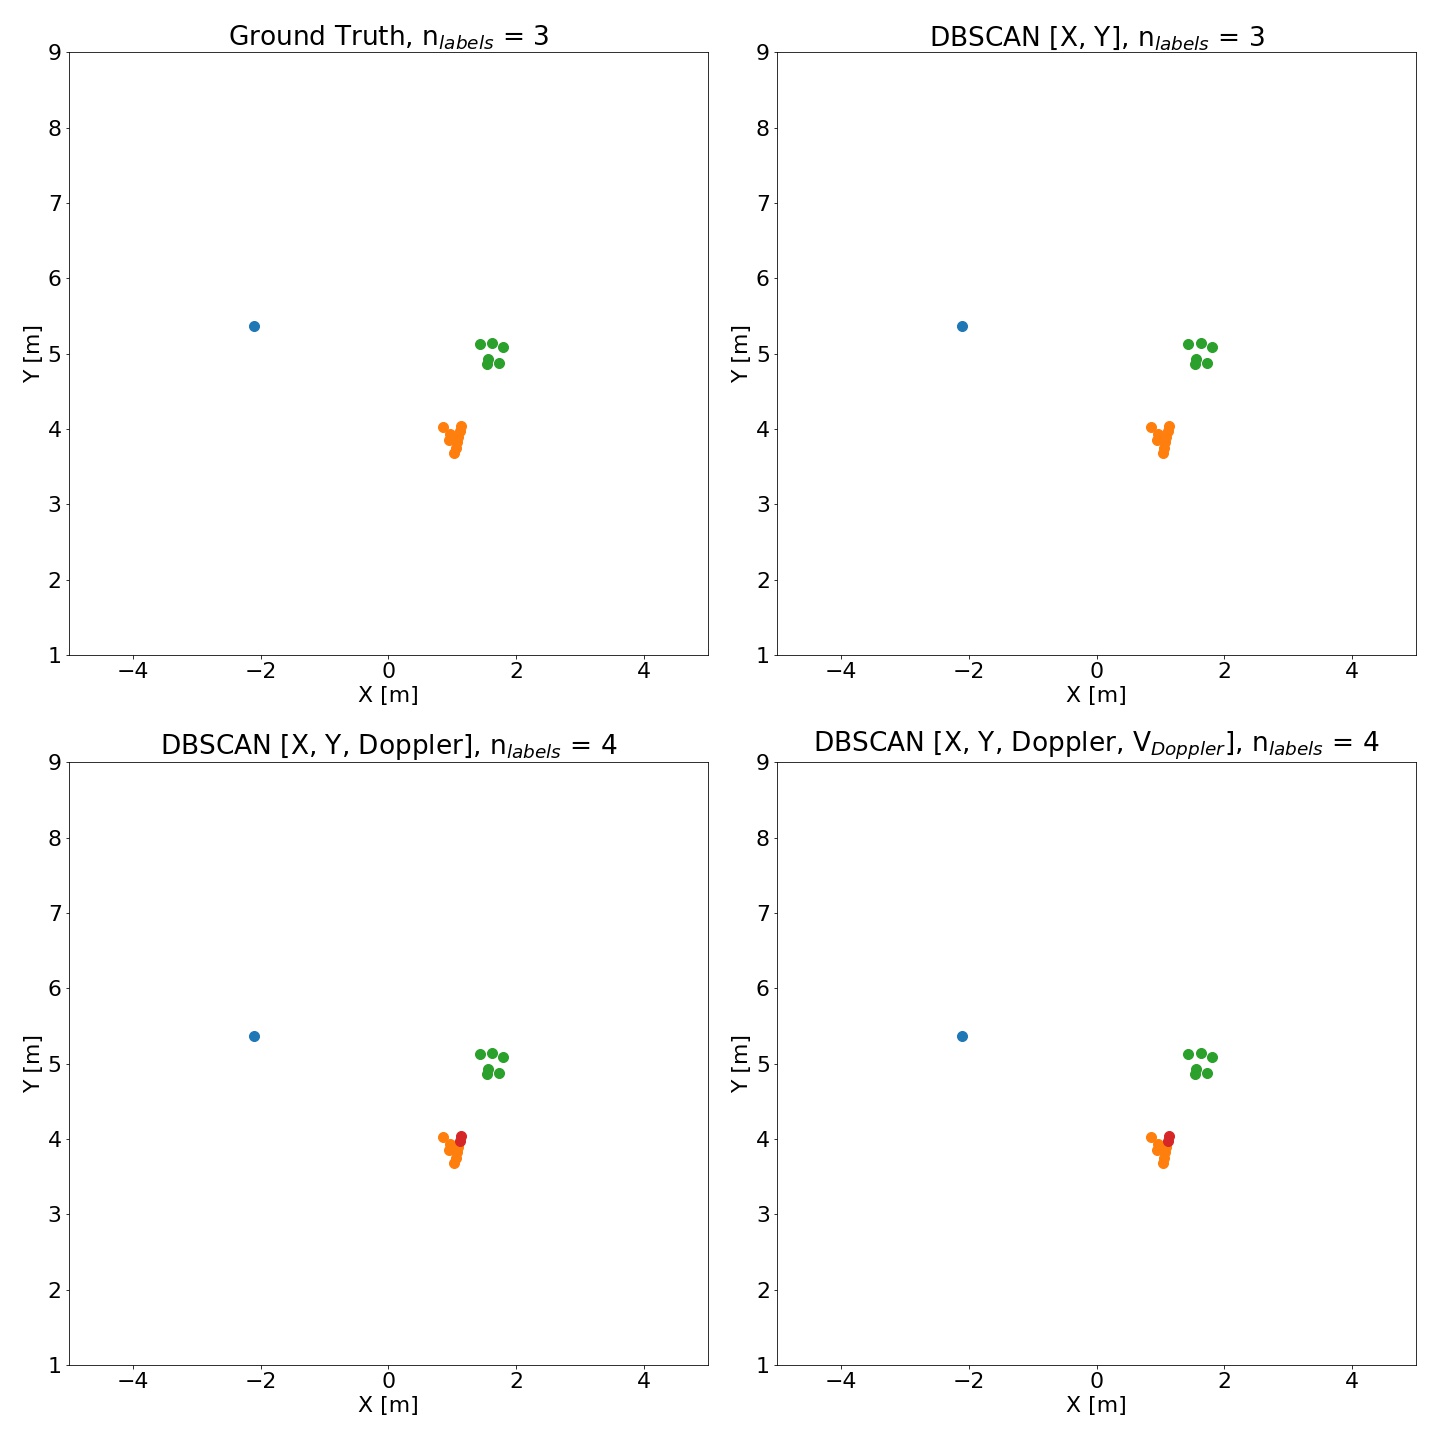 Ground Truth, n_labels = 3
9
8
7
6
5
4
3
2
1
Y [m]
−4 −2 0 2 4
X [m]
DBSCAN [X, Y], n_labels = 3
9
8
7
6
5
4
3
2
1
Y [m]
−4 −2 0 2 4
X [m]
DBSCAN [X, Y, Doppler], n_labels = 4
9
8
7
6
5
4
3
2
1
Y [m]
−4 −2 0 2 4
X [m]
DBSCAN [X, Y, Doppler, V_Doppler], n_labels = 4
9
8
7
6
5
4
3
2
1
Y [m]
−4 −2 0 2 4
X [m]